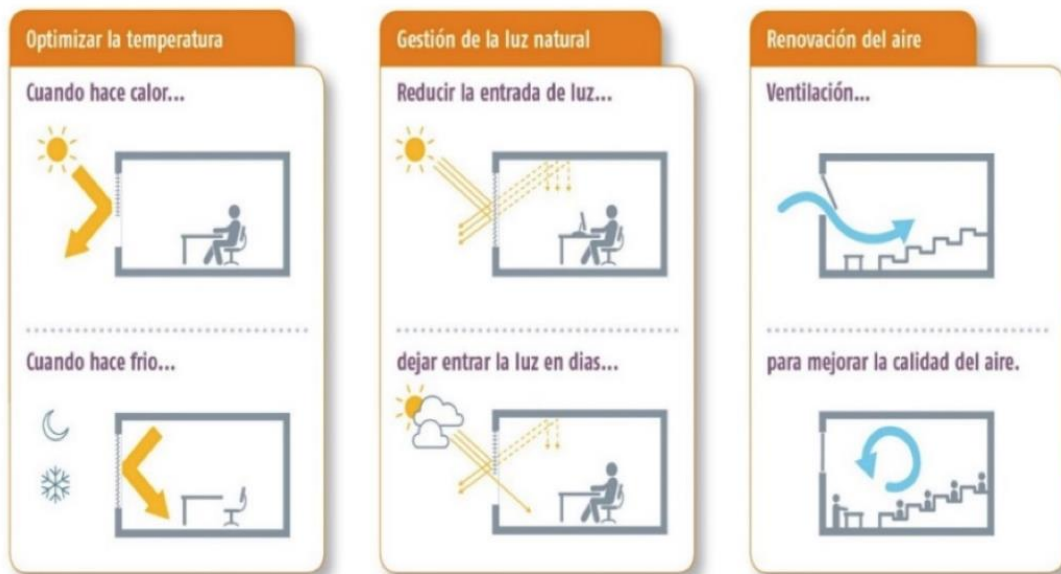 Optimizar la temperatura
Cuando hace calor...
Cuando hace frio...
Gestión de la luz natural
Reducir la entrada de luz...
dejar entrar la luz en dias...
Renovación del aire
Ventilación...
para mejorar la calidad del aire.